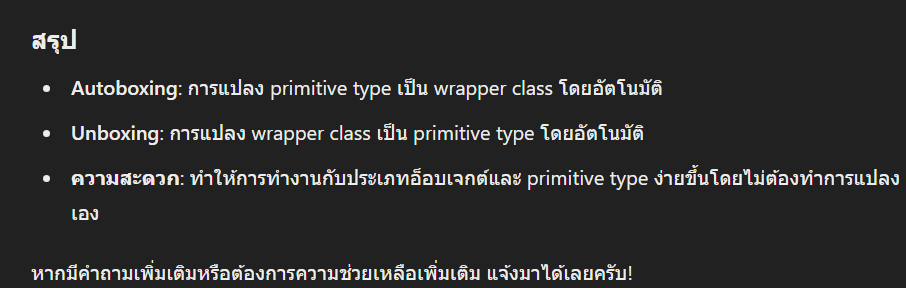 สรุป
• Autoboxing: การแปลง primitive type เป็น wrapper class โดยอัตโนมัติ
• Unboxing: การแปลง wrapper class เป็น primitive type โดยอัตโนมัติ
• ความสะดวก: ทำให้การทำงานกับประเภทอ็อบเจกต์และ primitive type ง่ายขึ้นโดยไม่ต้องทำการแปลง
เอง
หากมีคำถามเพิ่มเติมหรือต้องการความช่วยเหลือเพิ่มเติม แจ้งมาได้เลยครับ!